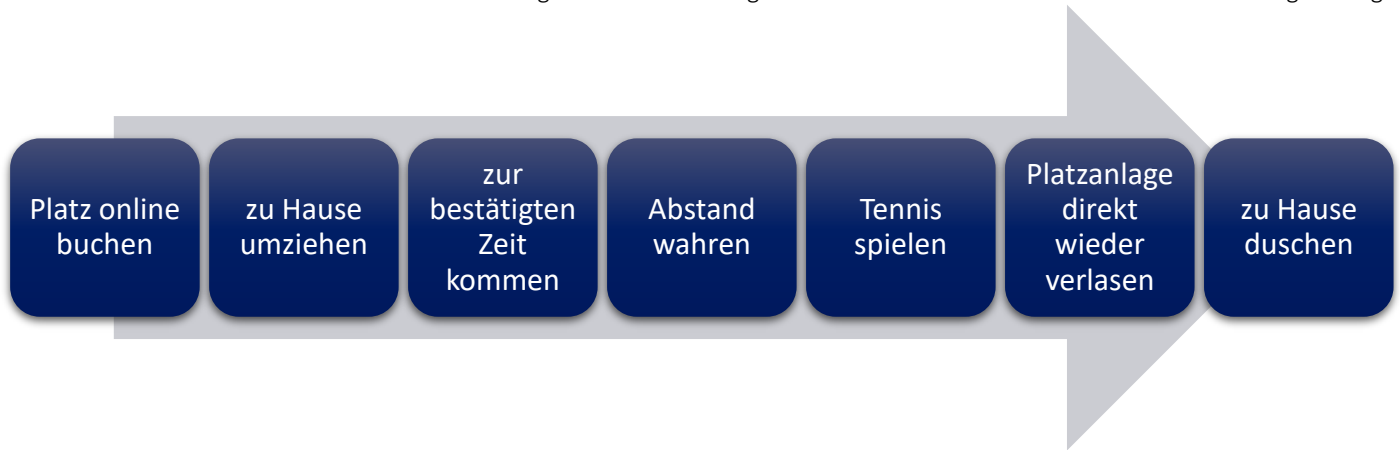 Platz online
buchen
zu Hause
umziehen
zur
bestätigten
Zeit
kommen
Abstand
wahren
Tennis
spielen
Platzanlage
direkt
wieder
verlasen
zu Hause
duschen